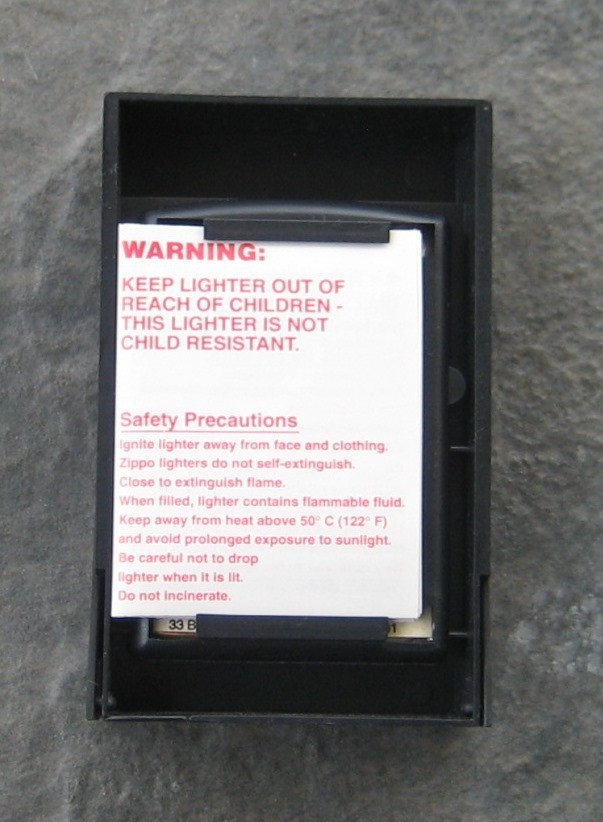 WARNING:
KEEP LIGHTER OUT OF
REACH OF CHILDREN -
THIS LIGHTER IS NOT
CHILD RESISTANT.
Safety Precautions
Ignite lighter away from face and clothing.
Zippo lighters do not self-extinguish.
Close to extinguish flame.
When filled, lighter contains flammable fluid.
Keep away from heat above 50° C (122° F)
and avoid prolonged exposure to sunlight.
Be careful not to drop
lighter when it is lit.
Do not incinerate.
33 B